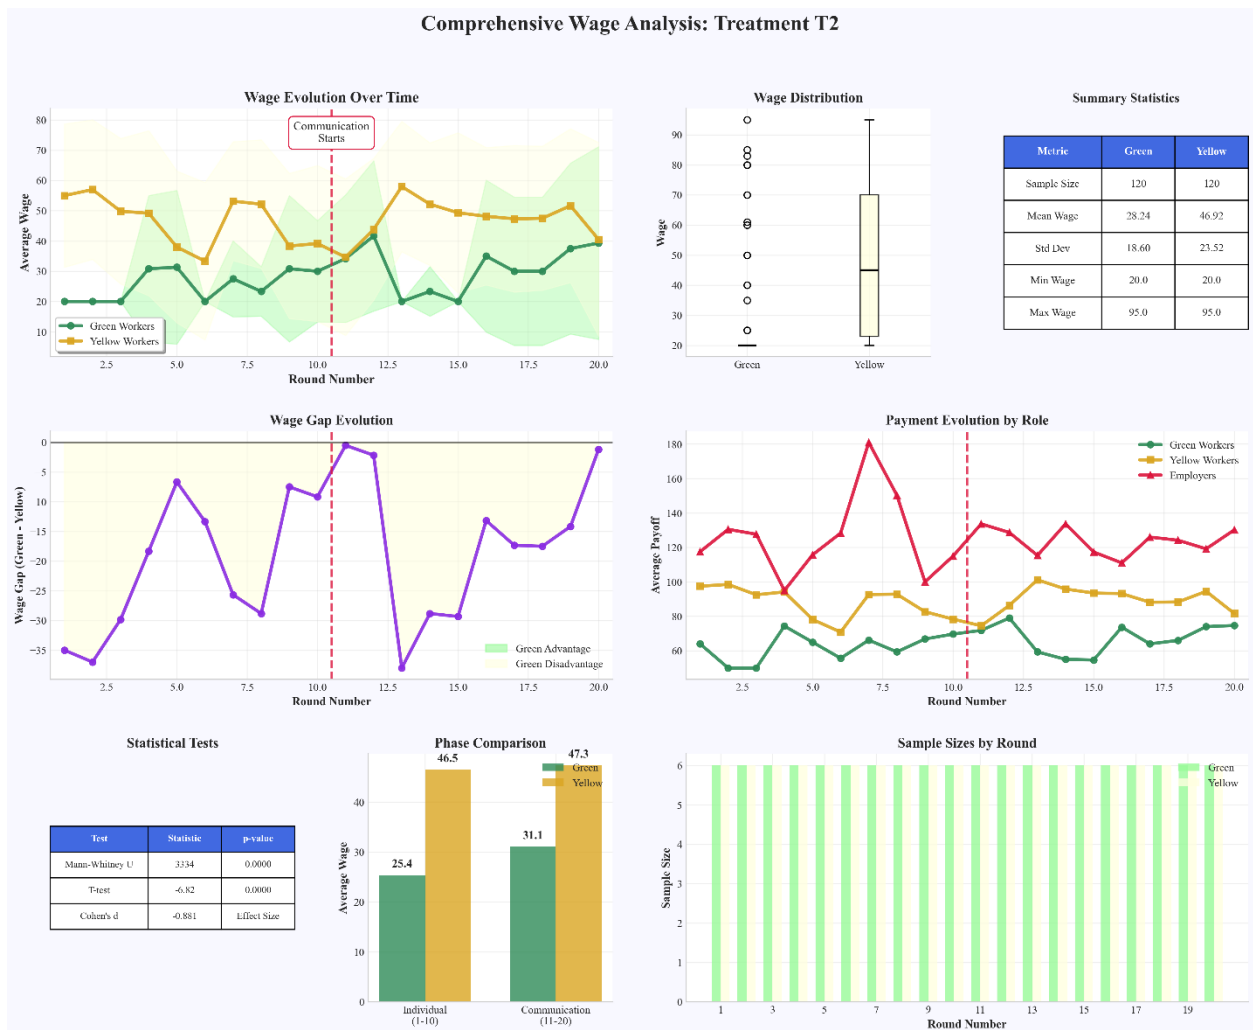 Comprehensive Wage Analysis: Treatment T2
Wage Evolution Over Time
Communication
Starts
Average Wage
80
70
60
50
40
30
20
10
Green Workers
Yellow Workers
2.5 5.0 7.5 10.0 12.5 15.0 17.5 20.0
Round Number
Wage Distribution
Wage
90
80
70
60
50
40
30
20
Green Yellow
Summary Statistics
Metric Green Yellow
Sample Size 120 120
Mean Wage 28.24 46.92
Std Dev 18.60 23.52
Min Wage 20.0 20.0
Max Wage 95.0 95.0
Wage Gap Evolution
Wage Gap (Green - Yellow)
0
5
10
−15
−20
−25
−30
−35
Green Advantage
Green Disadvantage
2.5 5.0 7.5 10.0 12.5 15.0 17.5 20.0
Round Number
Payment Evolution by Role
Average Payoff
180
160
140
120
100
80
60
Green Workers
Yellow Workers
Employers
2.5 5.0 7.5 10.0 12.5 15.0 17.5 20.0
Round Number
Statistical Tests
Test Statistic p-value
Mann-Whitney U 3334 0.0000
T-test -6.82 0.0000
Cohen's d -0.881 Effect Size
Phase Comparison
Average Wage
40
30
20
10
0
25.4
46.5
31.1
47.3
Green
Yellow
Individual
(1-10)
Communication
(11-20)
Sample Sizes by Round
Sample Size
6
5
4
3
2
1
0
Green
Yellow
1 3 5 7 9 11 13 15 17 19
Round Number